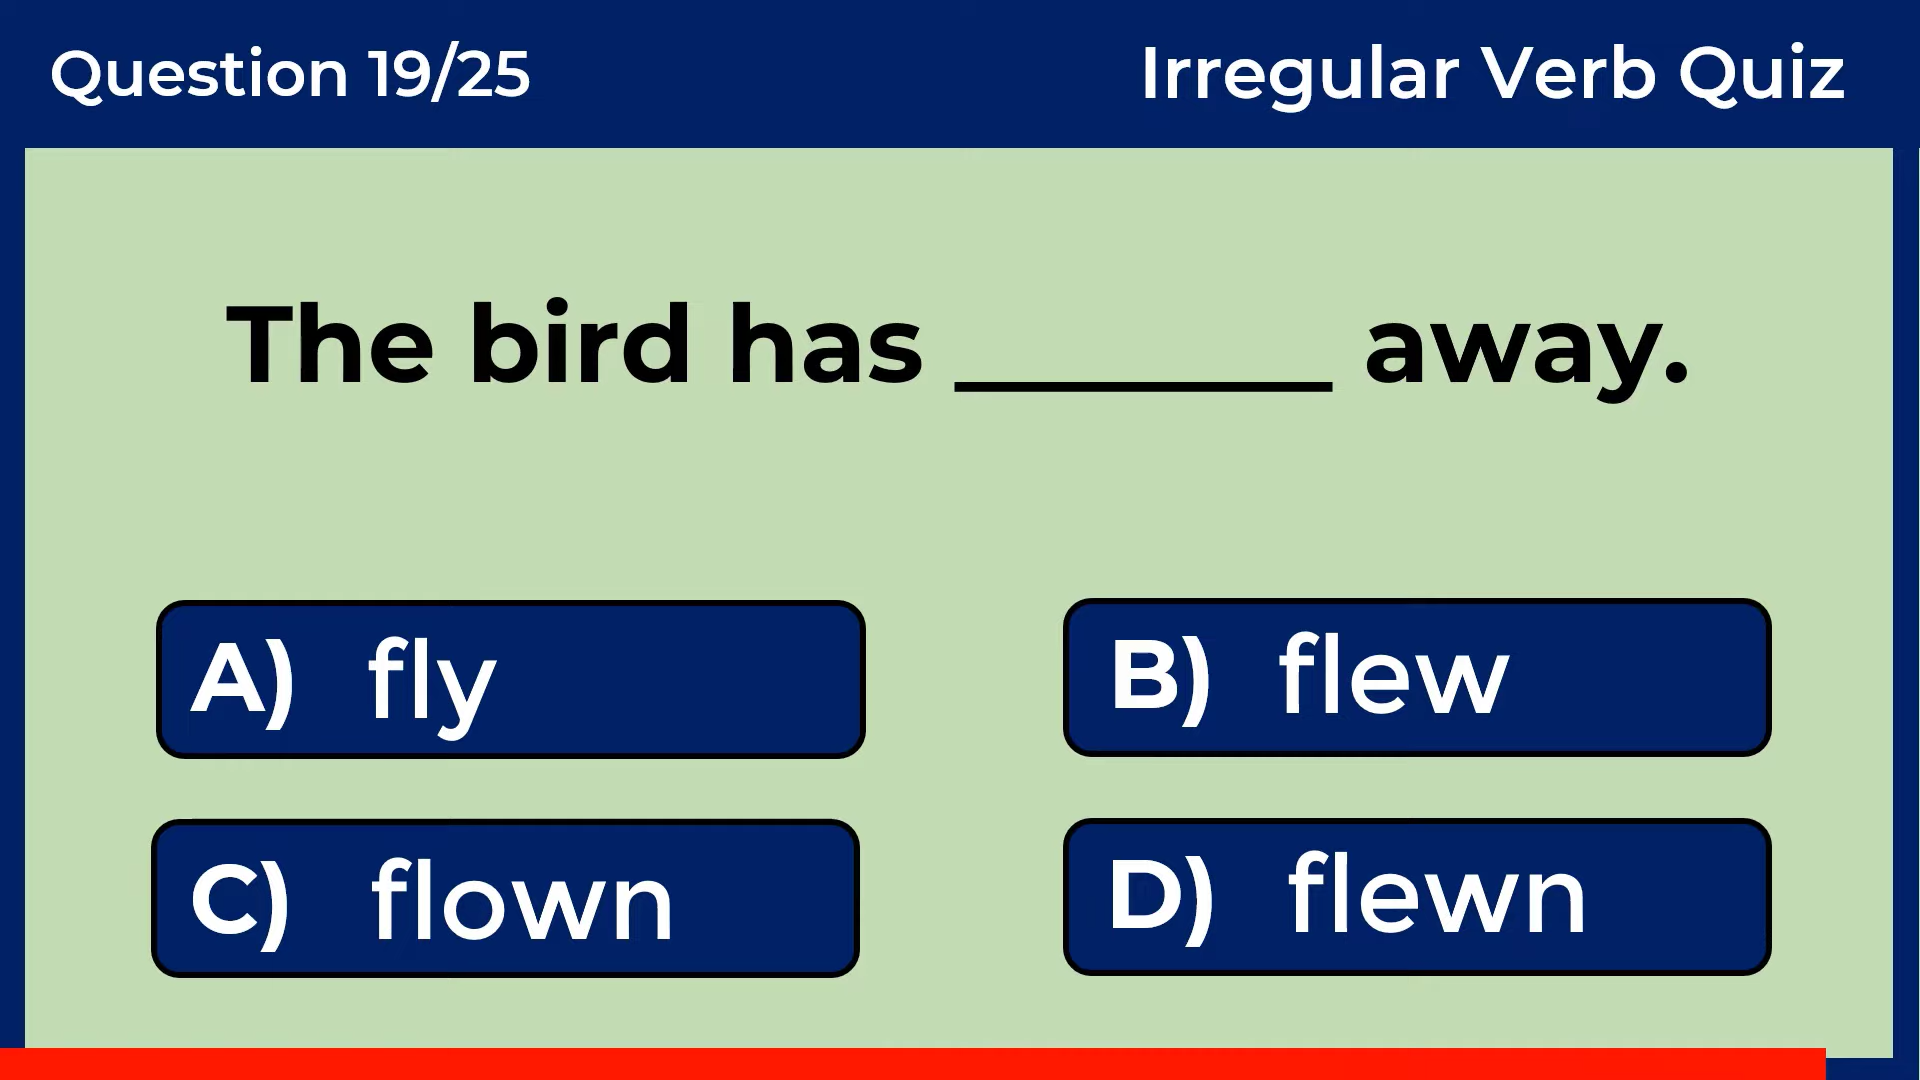 Question 19/25
Irregular Verb Quiz
The bird has _______ away.
A) fly
B) flew
C) flown
D) flewn